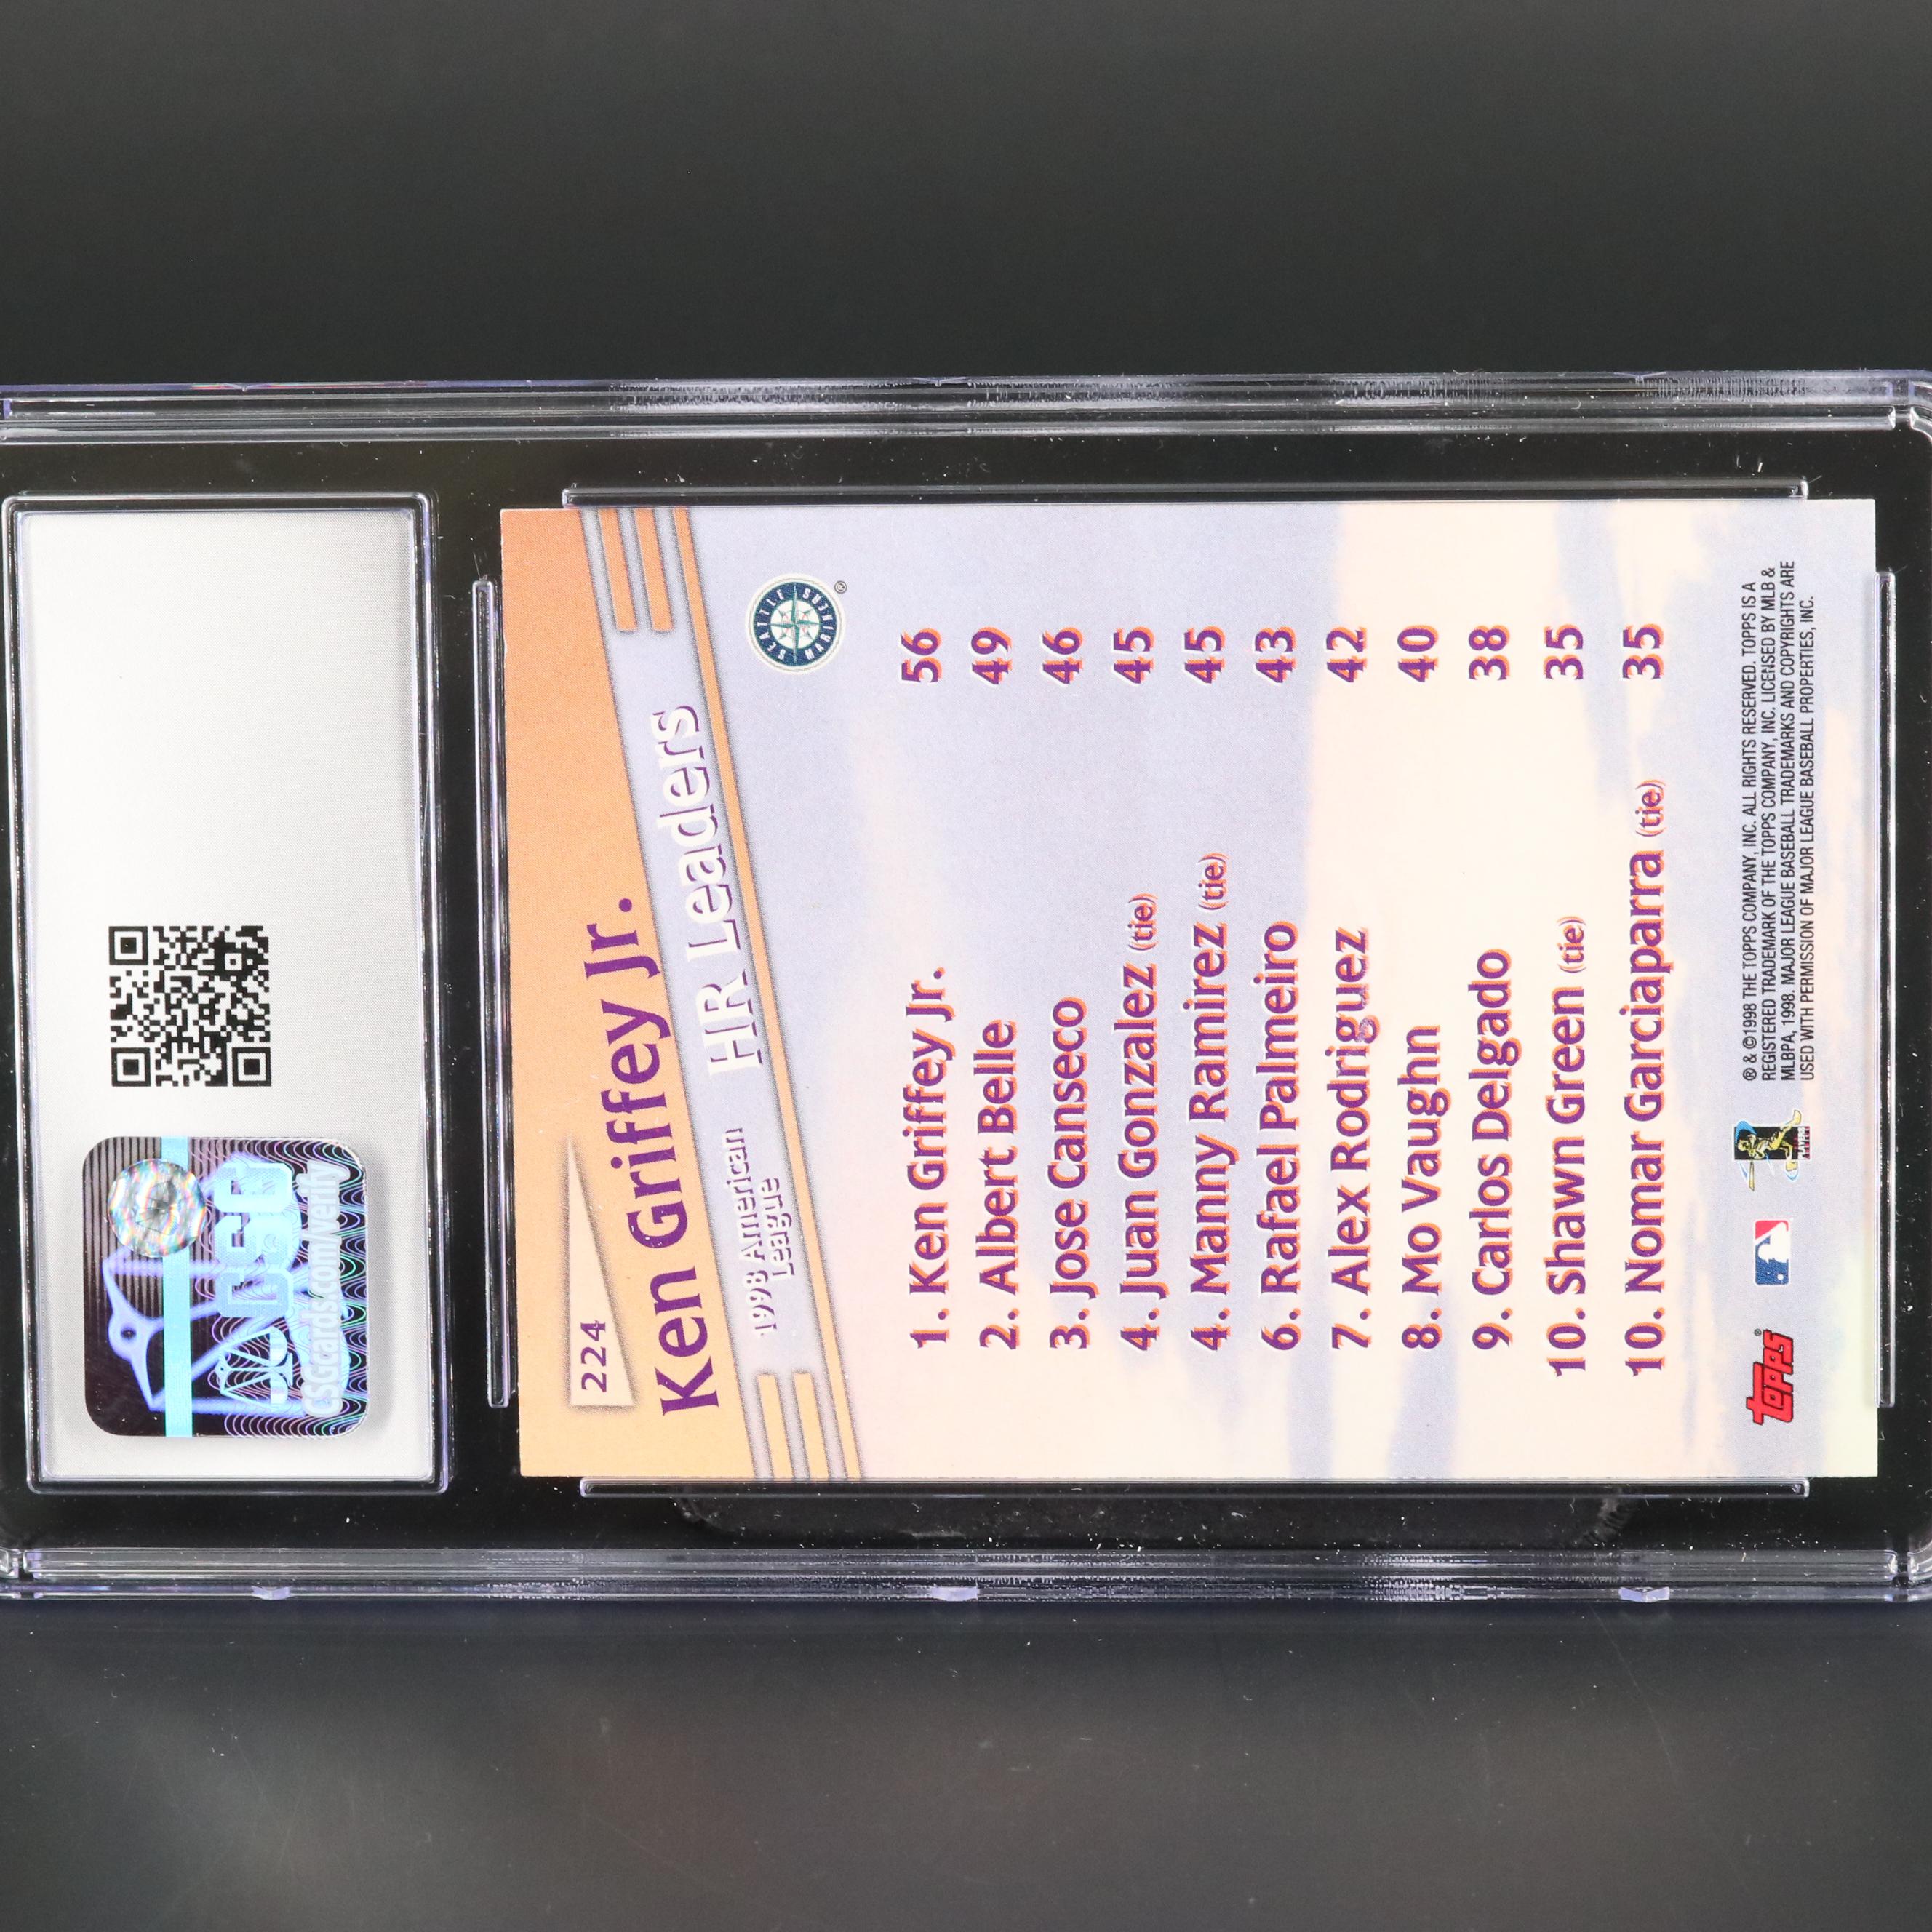 CSG
CSGcards.com/verify
224
Ken Griffey Jr.
1998 American
League
HR Leaders
SEATTLE
MARINERS
®
1. Ken Griffey Jr. 56
2. Albert Belle 49
3. Jose Canseco 46
4. Juan Gonzalez (tie) 45
4. Manny Ramirez (tie) 45
6. Rafael Palmeiro 43
7. Alex Rodriguez 42
8. Mo Vaughn 40
9. Carlos Delgado 38
10. Shawn Green (tie) 35
10. Nomar Garciaparra (tie) 35
Topps®
® & ©1998 THE TOPPS COMPANY, INC. ALL RIGHTS RESERVED. TOPPS IS A
REGISTERED TRADEMARK OF THE TOPPS COMPANY, INC. LICENSED BY MLB &
MLBPA, 1998. MAJOR LEAGUE BASEBALL TRADEMARKS AND COPYRIGHTS ARE
USED WITH PERMISSION OF MAJOR LEAGUE BASEBALL PROPERTIES, INC.